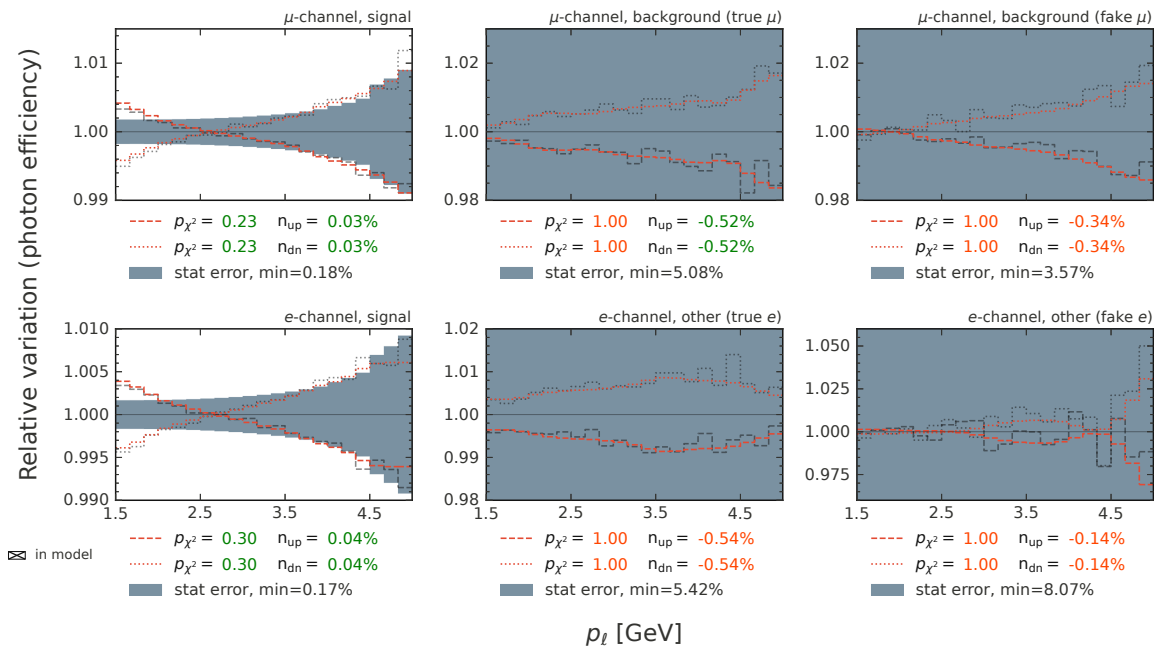 Relative variation (photon efficiency)
μ-channel, signal
1.01
1.00
0.99
p_χ² = 0.23 n_up = 0.03%
p_χ² = 0.23 n_dn = 0.03%
stat error, min=0.18%
μ-channel, background (true μ)
1.02
1.00
0.98
p_χ² = 1.00 n_up = -0.52%
p_χ² = 1.00 n_dn = -0.52%
stat error, min=5.08%
μ-channel, background (fake μ)
1.02
1.00
0.98
p_χ² = 1.00 n_up = -0.34%
p_χ² = 1.00 n_dn = -0.34%
stat error, min=3.57%
e-channel, signal
1.010
1.005
1.000
0.995
0.990
1.5 2.5 3.5 4.5
p_χ² = 0.30 n_up = 0.04%
p_χ² = 0.30 n_dn = 0.04%
stat error, min=0.17%
e-channel, other (true e)
1.02
1.01
1.00
0.99
0.98
1.5 2.5 3.5 4.5
p_χ² = 1.00 n_up = -0.54%
p_χ² = 1.00 n_dn = -0.54%
stat error, min=5.42%
e-channel, other (fake e)
1.050
1.025
1.000
0.975
1.5 2.5 3.5 4.5
p_χ² = 1.00 n_up = -0.14%
p_χ² = 1.00 n_dn = -0.14%
stat error, min=8.07%
in model
p_ℓ [GeV]